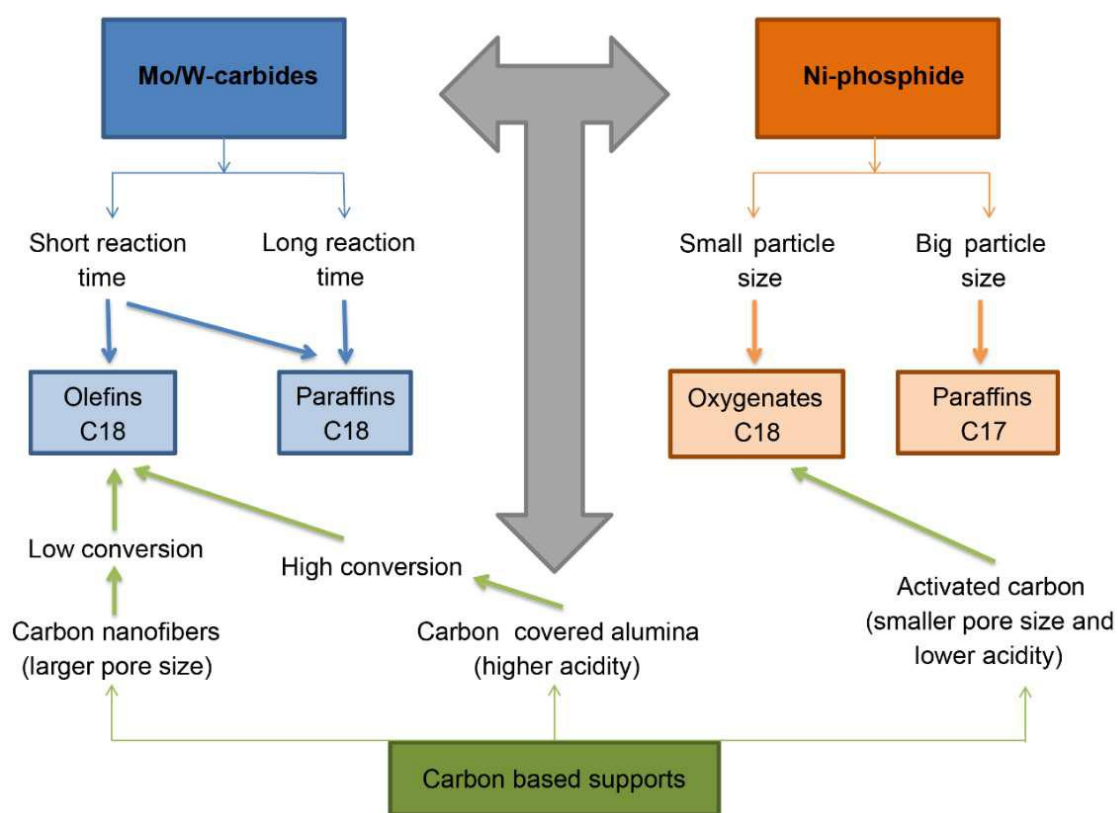 Mo/W-carbides
Ni-phosphide
Short reaction
time
Long reaction
time
Small particle
size
Big particle
size
Olefins
C18
Paraffins
C18
Oxygenates
C18
Paraffins
C17
Low conversion
High conversion
Carbon nanofibers
(larger pore size)
Carbon covered alumina
(higher acidity)
Activated carbon
(smaller pore size and
lower acidity)
Carbon based supports